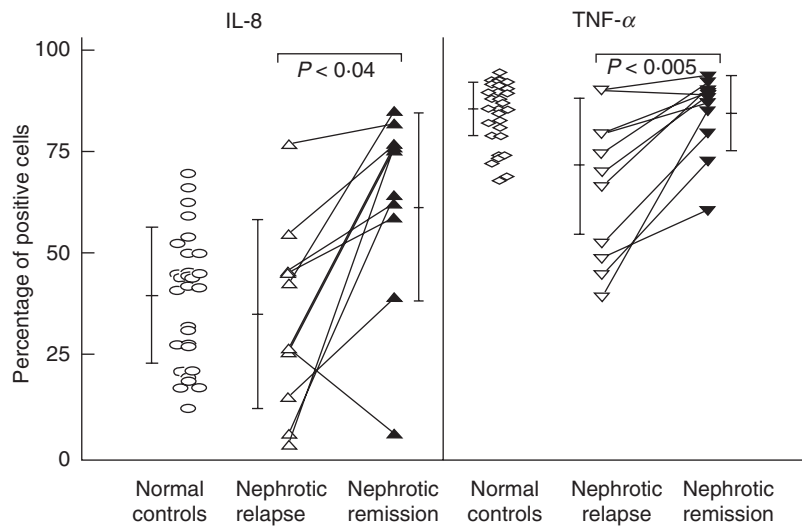 IL-8
TNF-α
P < 0·04
P < 0·005
Percentage of positive cells
100
75
50
25
0
Normal
controls
Nephrotic
relapse
Nephrotic
remission
Normal
controls
Nephrotic
relapse
Nephrotic
remission